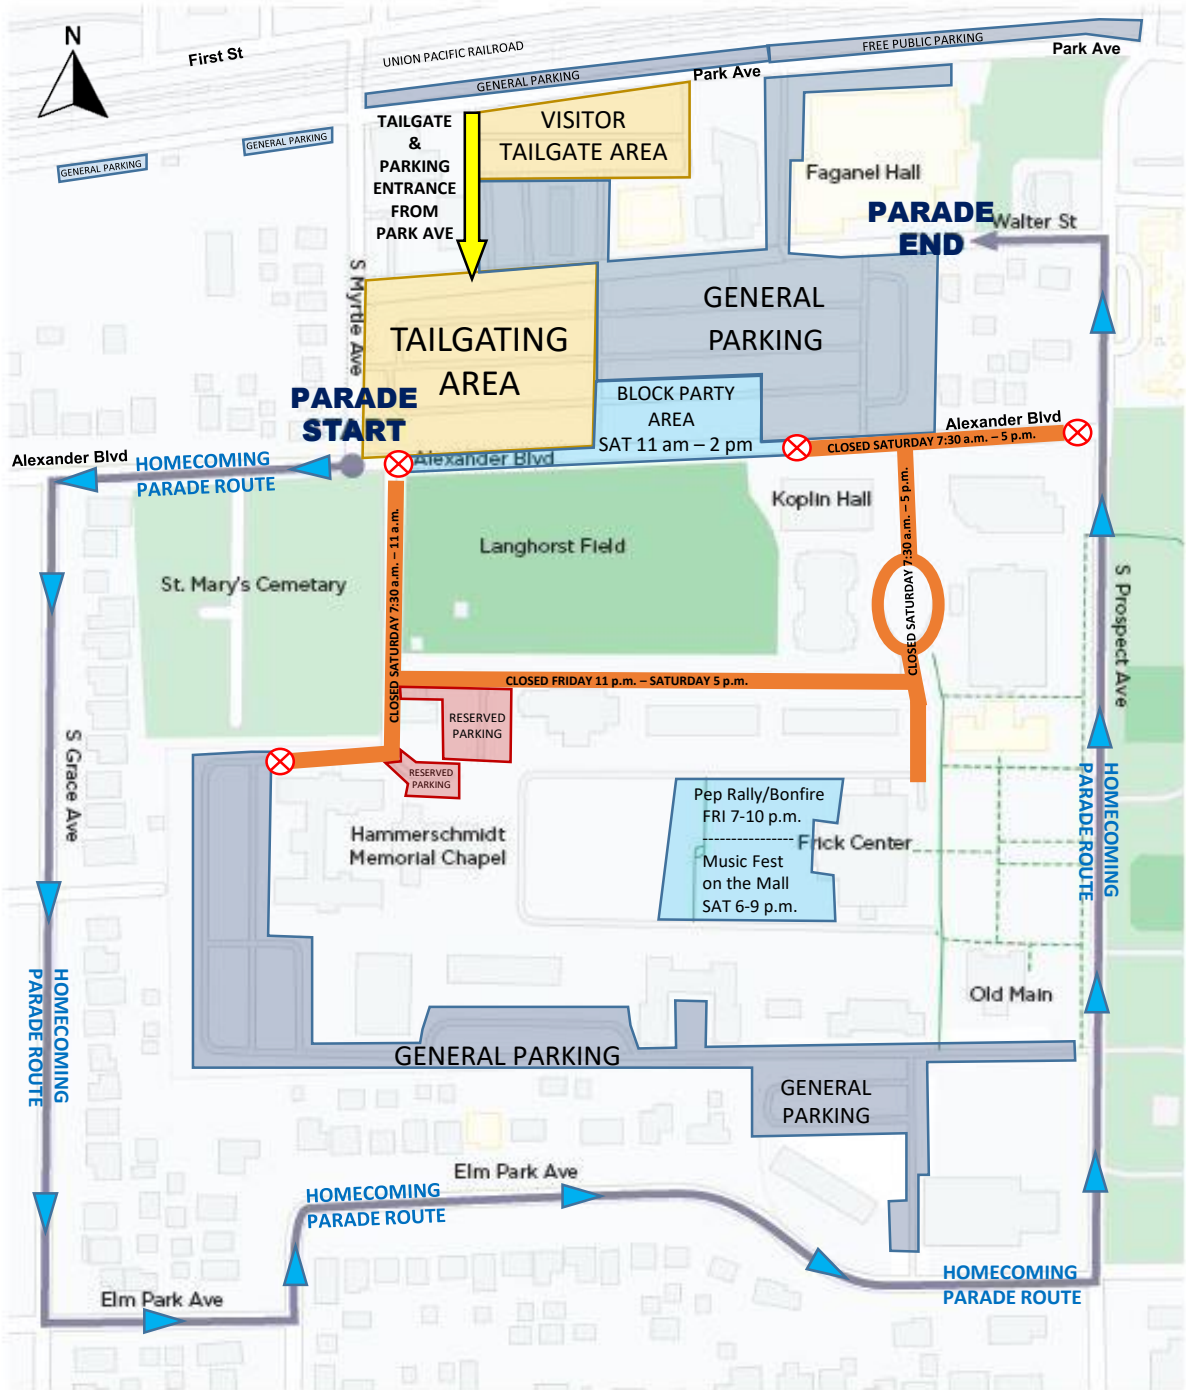 N
First St
UNION PACIFIC RAILROAD
FREE PUBLIC PARKING
Park Ave
GENERAL PARKING
Park Ave
GENERAL PARKING
GENERAL PARKING
TAILGATE
&
PARKING
ENTRANCE
FROM
PARK AVE
VISITOR
TAILGATE AREA
Faganel Hall
PARADE
END
Walter St
S Myrtle Ave
GENERAL
PARKING
TAILGATING
AREA
BLOCK PARTY
AREA
SAT 11 am – 2 pm
PARADE
START
Alexander Blvd
CLOSED SATURDAY 7:30 a.m. – 5 p.m.
Alexander Blvd
HOMECOMING
PARADE ROUTE
Alexander Blvd
Koplin Hall
CLOSED SATURDAY 7:30 a.m. – 5 p.m.
Langhorst Field
St. Mary's Cemetary
CLOSED SATURDAY 7:30 a.m. – 11 a.m.
S Prospect Ave
CLOSED FRIDAY 11 p.m. – SATURDAY 5 p.m.
RESERVED
PARKING
RESERVED
PARKING
S Grace Ave
Pep Rally/Bonfire
FRI 7-10 p.m.
----------------
Music Fest
on the Mall
SAT 6-9 p.m.
Frick Center
Hammerschmidt
Memorial Chapel
HOMECOMING
PARADE ROUTE
HOMECOMING
PARADE ROUTE
Old Main
GENERAL PARKING
GENERAL
PARKING
Elm Park Ave
HOMECOMING
PARADE ROUTE
HOMECOMING
PARADE ROUTE
Elm Park Ave